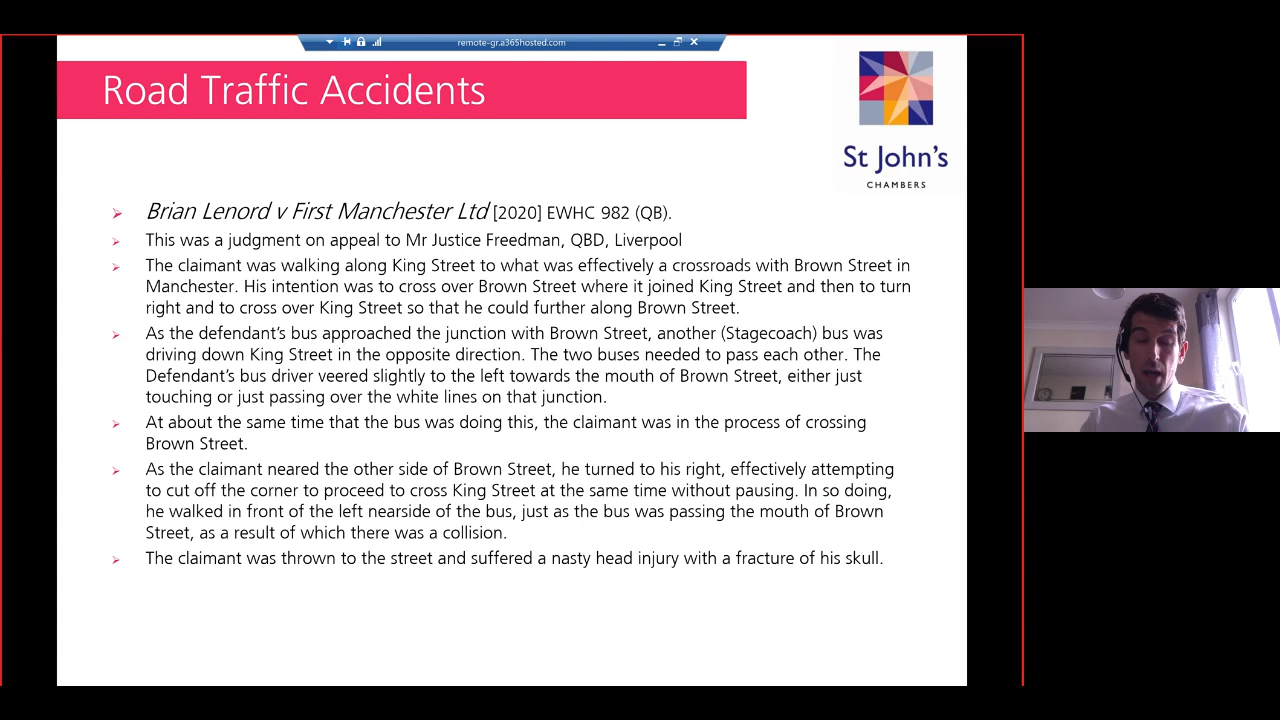 remote-gr.a365hosted.com
Road Traffic Accidents
St John's
CHAMBERS
Brian Lenord v First Manchester Ltd [2020] EWHC 982 (QB).
This was a judgment on appeal to Mr Justice Freedman, QBD, Liverpool
The claimant was walking along King Street to what was effectively a crossroads with Brown Street in
Manchester. His intention was to cross over Brown Street where it joined King Street and then to turn
right and to cross over King Street so that he could further along Brown Street.
As the defendant's bus approached the junction with Brown Street, another (Stagecoach) bus was
driving down King Street in the opposite direction. The two buses needed to pass each other. The
Defendant's bus driver veered slightly to the left towards the mouth of Brown Street, either just
touching or just passing over the white lines on that junction.
At about the same time that the bus was doing this, the claimant was in the process of crossing
Brown Street.
As the claimant neared the other side of Brown Street, he turned to his right, effectively attempting
to cut off the corner to proceed to cross King Street at the same time without pausing. In so doing,
he walked in front of the left nearside of the bus, just as the bus was passing the mouth of Brown
Street, as a result of which there was a collision.
The claimant was thrown to the street and suffered a nasty head injury with a fracture of his skull.